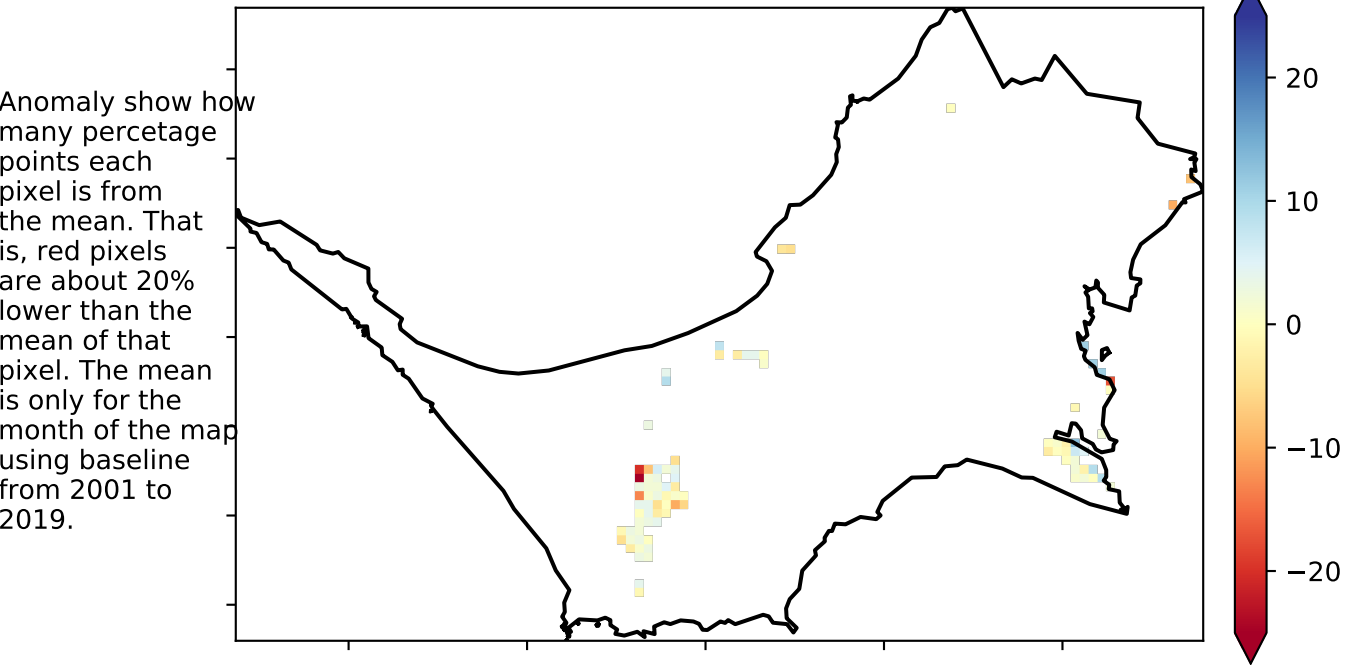 Anomaly show how
many percetage
points each
pixel is from
the mean. That
is, red pixels
are about 20%
lower than the
mean of that
pixel. The mean
is only for the
month of the map
using baseline
from 2001 to
2019.
20
10
0
−10
−20